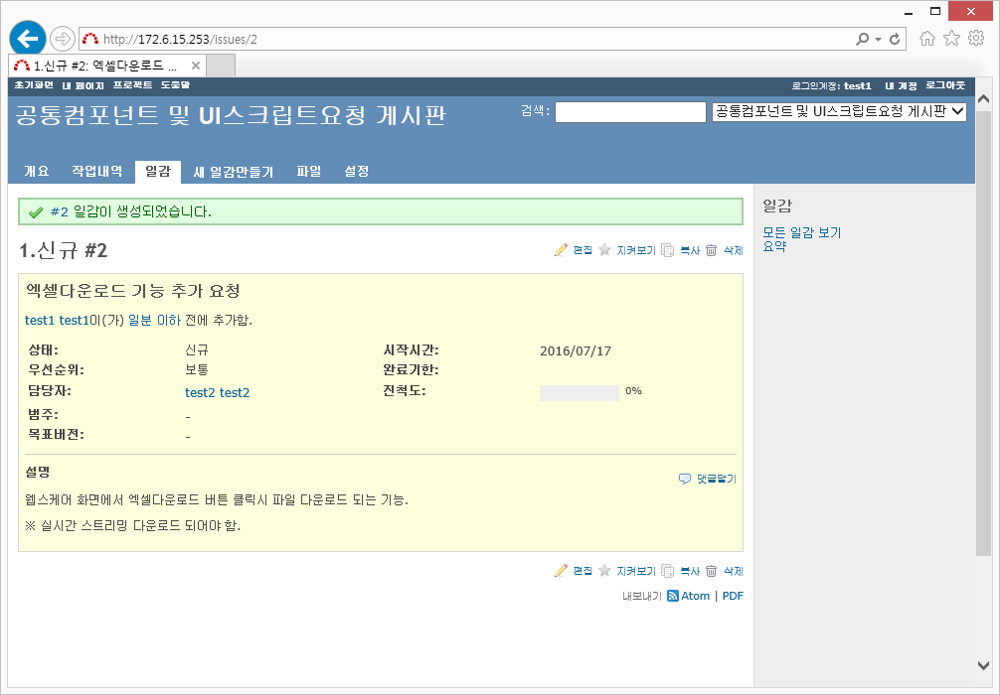 http://172.6.15.253/issues/2
1.신규 #2: 엑셀다운로드 ...
초기화면 내 페이지 프로젝트 도움말
로그인계정: test1 내 계정 로그아웃
공통컴포넌트 및 UI스크립트요청 게시판
검색:
공통컴포넌트 및 UI스크립트요청 게시판
개요 작업내역 일감 새 일감만들기 파일 설정
#2 일감이 생성되었습니다.
일감
모든 일감 보기
요약
1.신규 #2
편집 지켜보기 복사 삭제
엑셀다운로드 기능 추가 요청
test1 test1이(가) 일분 이하 전에 추가함.
상태: 신규 시작시간: 2016/07/17
우선순위: 보통 완료기한:
담당자: test2 test2 진척도: 0%
범주: -
목표버전: -
설명
댓글달기
웹스케어 화면에서 엑셀다운로드 버튼 클릭시 파일 다운로드 되는 기능.
※ 실시간 스트리밍 다운로드 되어야 함.
편집 지켜보기 복사 삭제
내보내기 Atom | PDF